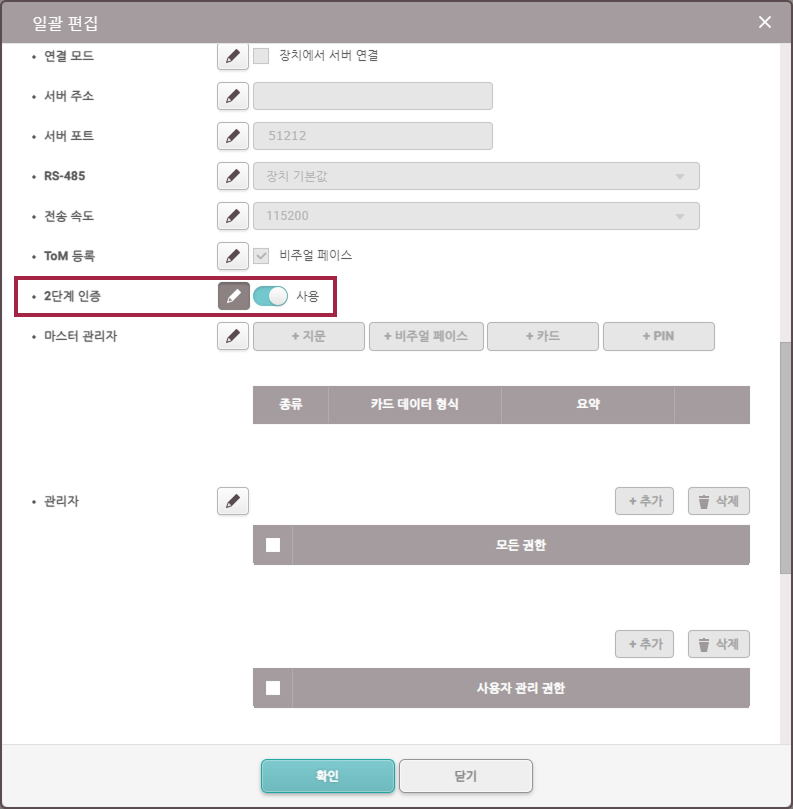 일괄 편집
연결 모드 장치에서 서버 연결
서버 주소
서버 포트 51212
RS-485 장치 기본값
전송 속도 115200
ToM 등록 비주얼 페이스
2단계 인증 사용
마스터 관리자 + 지문 + 비주얼 페이스 + 카드 + PIN
종류 카드 데이터 형식 요약
관리자 + 추가 삭제
모든 권한
+ 추가 삭제
사용자 관리 권한
확인 닫기